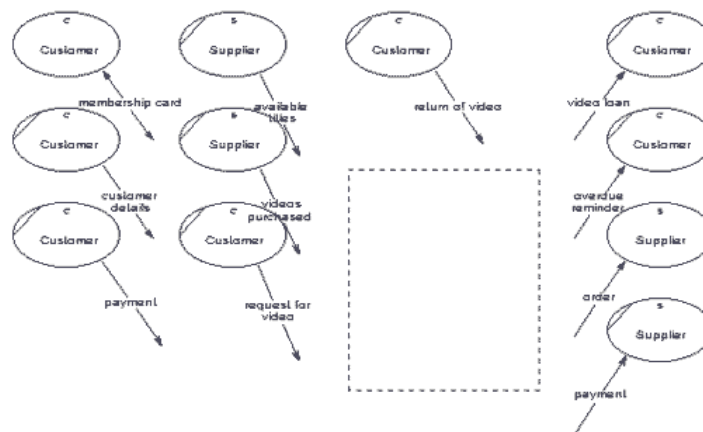 c
Customer
s
Supplier
c
Customer
c
Customer
membership card
available
titles
return of video
video loan
c
Customer
s
Supplier
c
Customer
customer
details
videos
purchased
overdue
reminder
c
Customer
c
Customer
s
Supplier
payment
request for
video
order
s
Supplier
payment